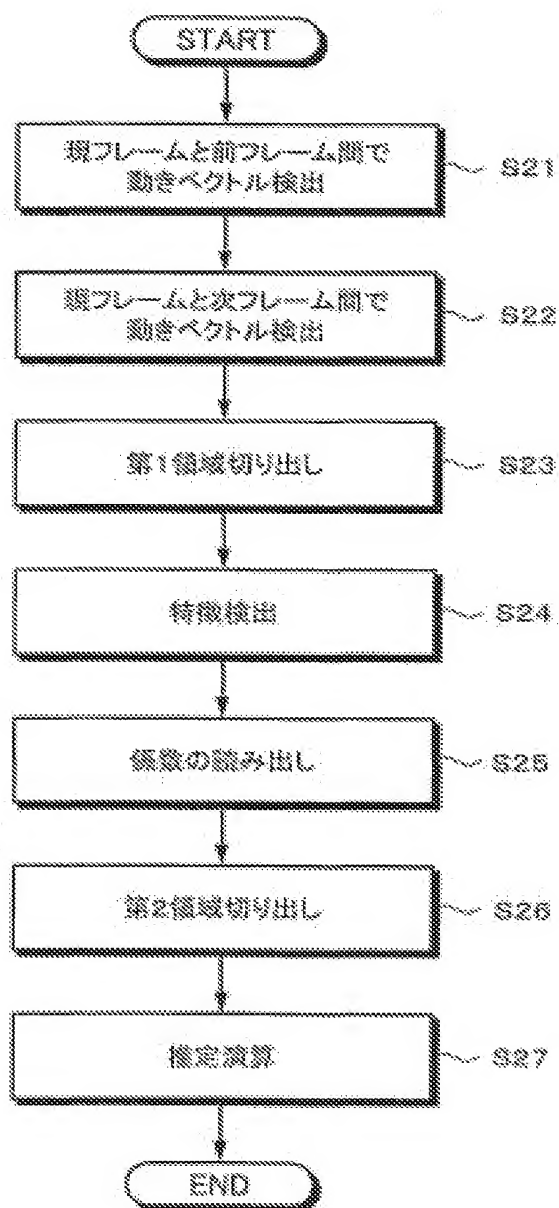 START
現フレームと前フレーム間で
動きベクトル検出
S21
現フレームと次フレーム間で
動きベクトル検出
S22
第1領域切り出し
S23
特徴検出
S24
係数の読み出し
S25
第2領域切り出し
S26
推定演算
S27
END